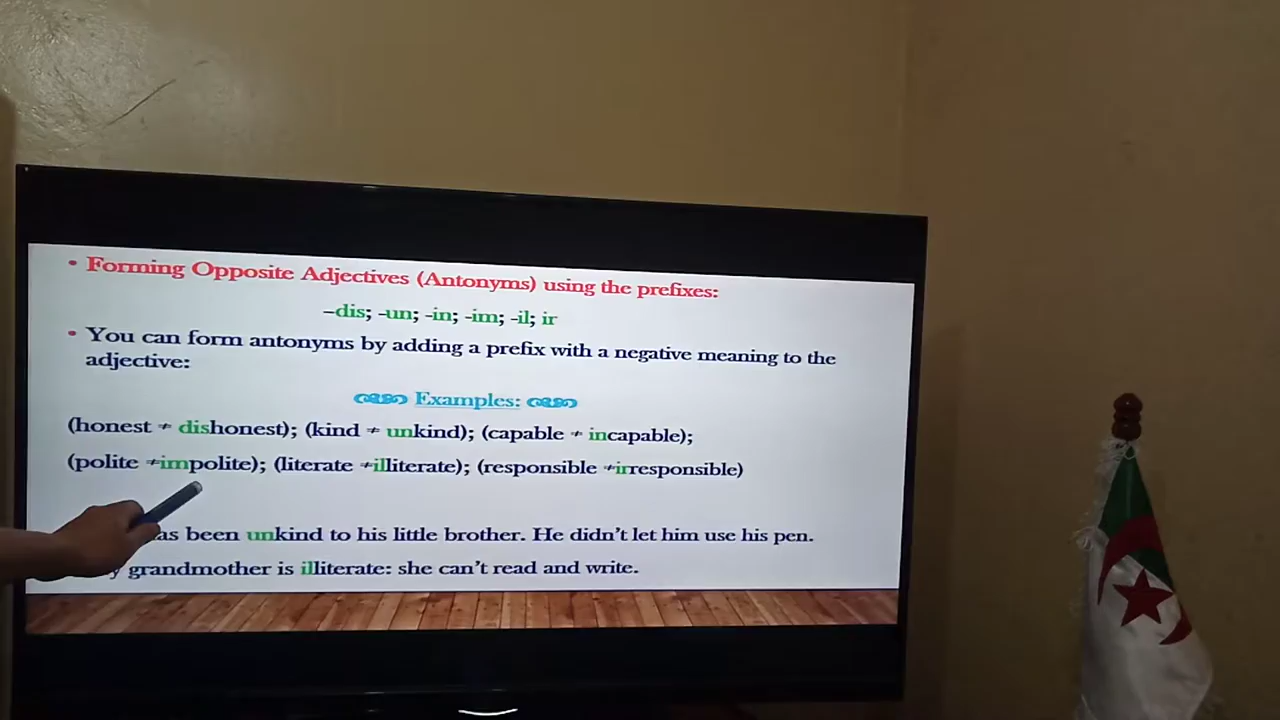 • Forming Opposite Adjectives (Antonyms) using the prefixes:
–dis; -un; -in; -im; -il; ir
• You can form antonyms by adding a prefix with a negative meaning to the
adjective:
Examples:
(honest ≠ dishonest); (kind ≠ unkind); (capable ≠ incapable);
(polite ≠impolite); (literate ≠illiterate); (responsible ≠irresponsible)
been unkind to his little brother. He didn't let him use his pen.
grandmother is illiterate: she can't read and write.